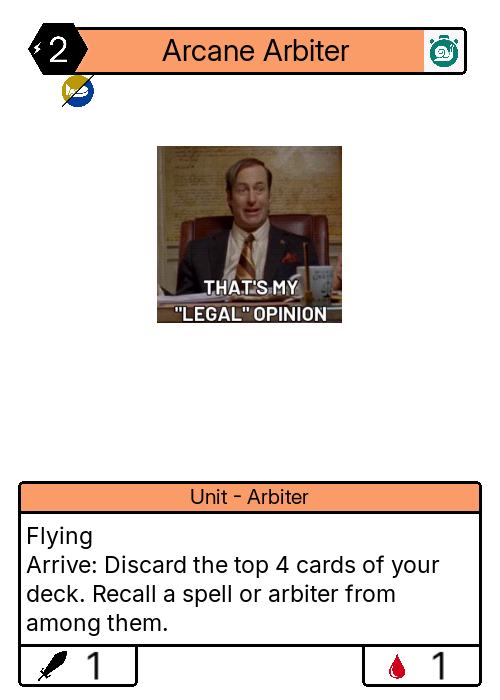 2
Arcane Arbiter
THAT'S MY
"LEGAL" OPINION
Unit - Arbiter
Flying
Arrive: Discard the top 4 cards of your
deck. Recall a spell or arbiter from
among them.
1
1